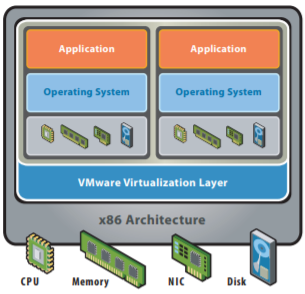 Application Application
Operating System Operating System
VMware Virtualization Layer
x86 Architecture
CPU Memory NIC Disk